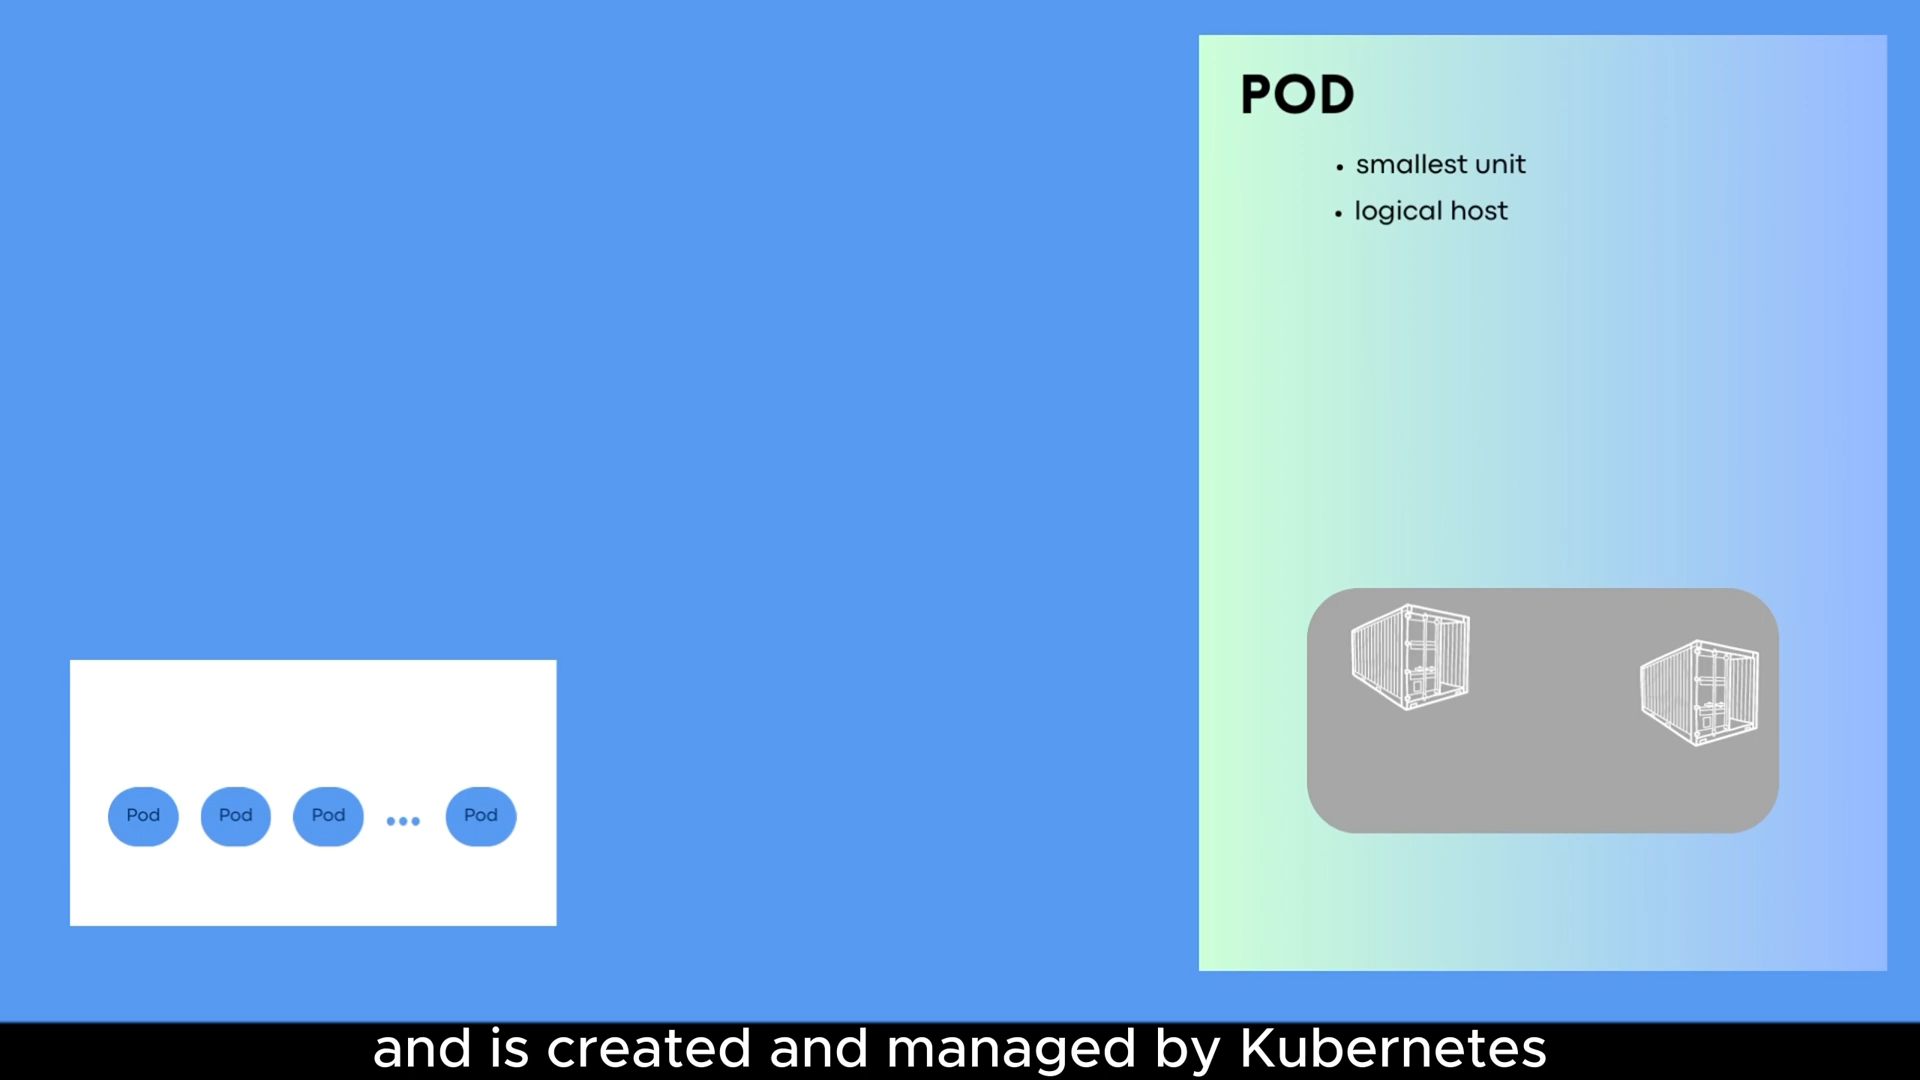 POD
• smallest unit
• logical host
Pod Pod Pod ... Pod
and is created and managed by Kubernetes